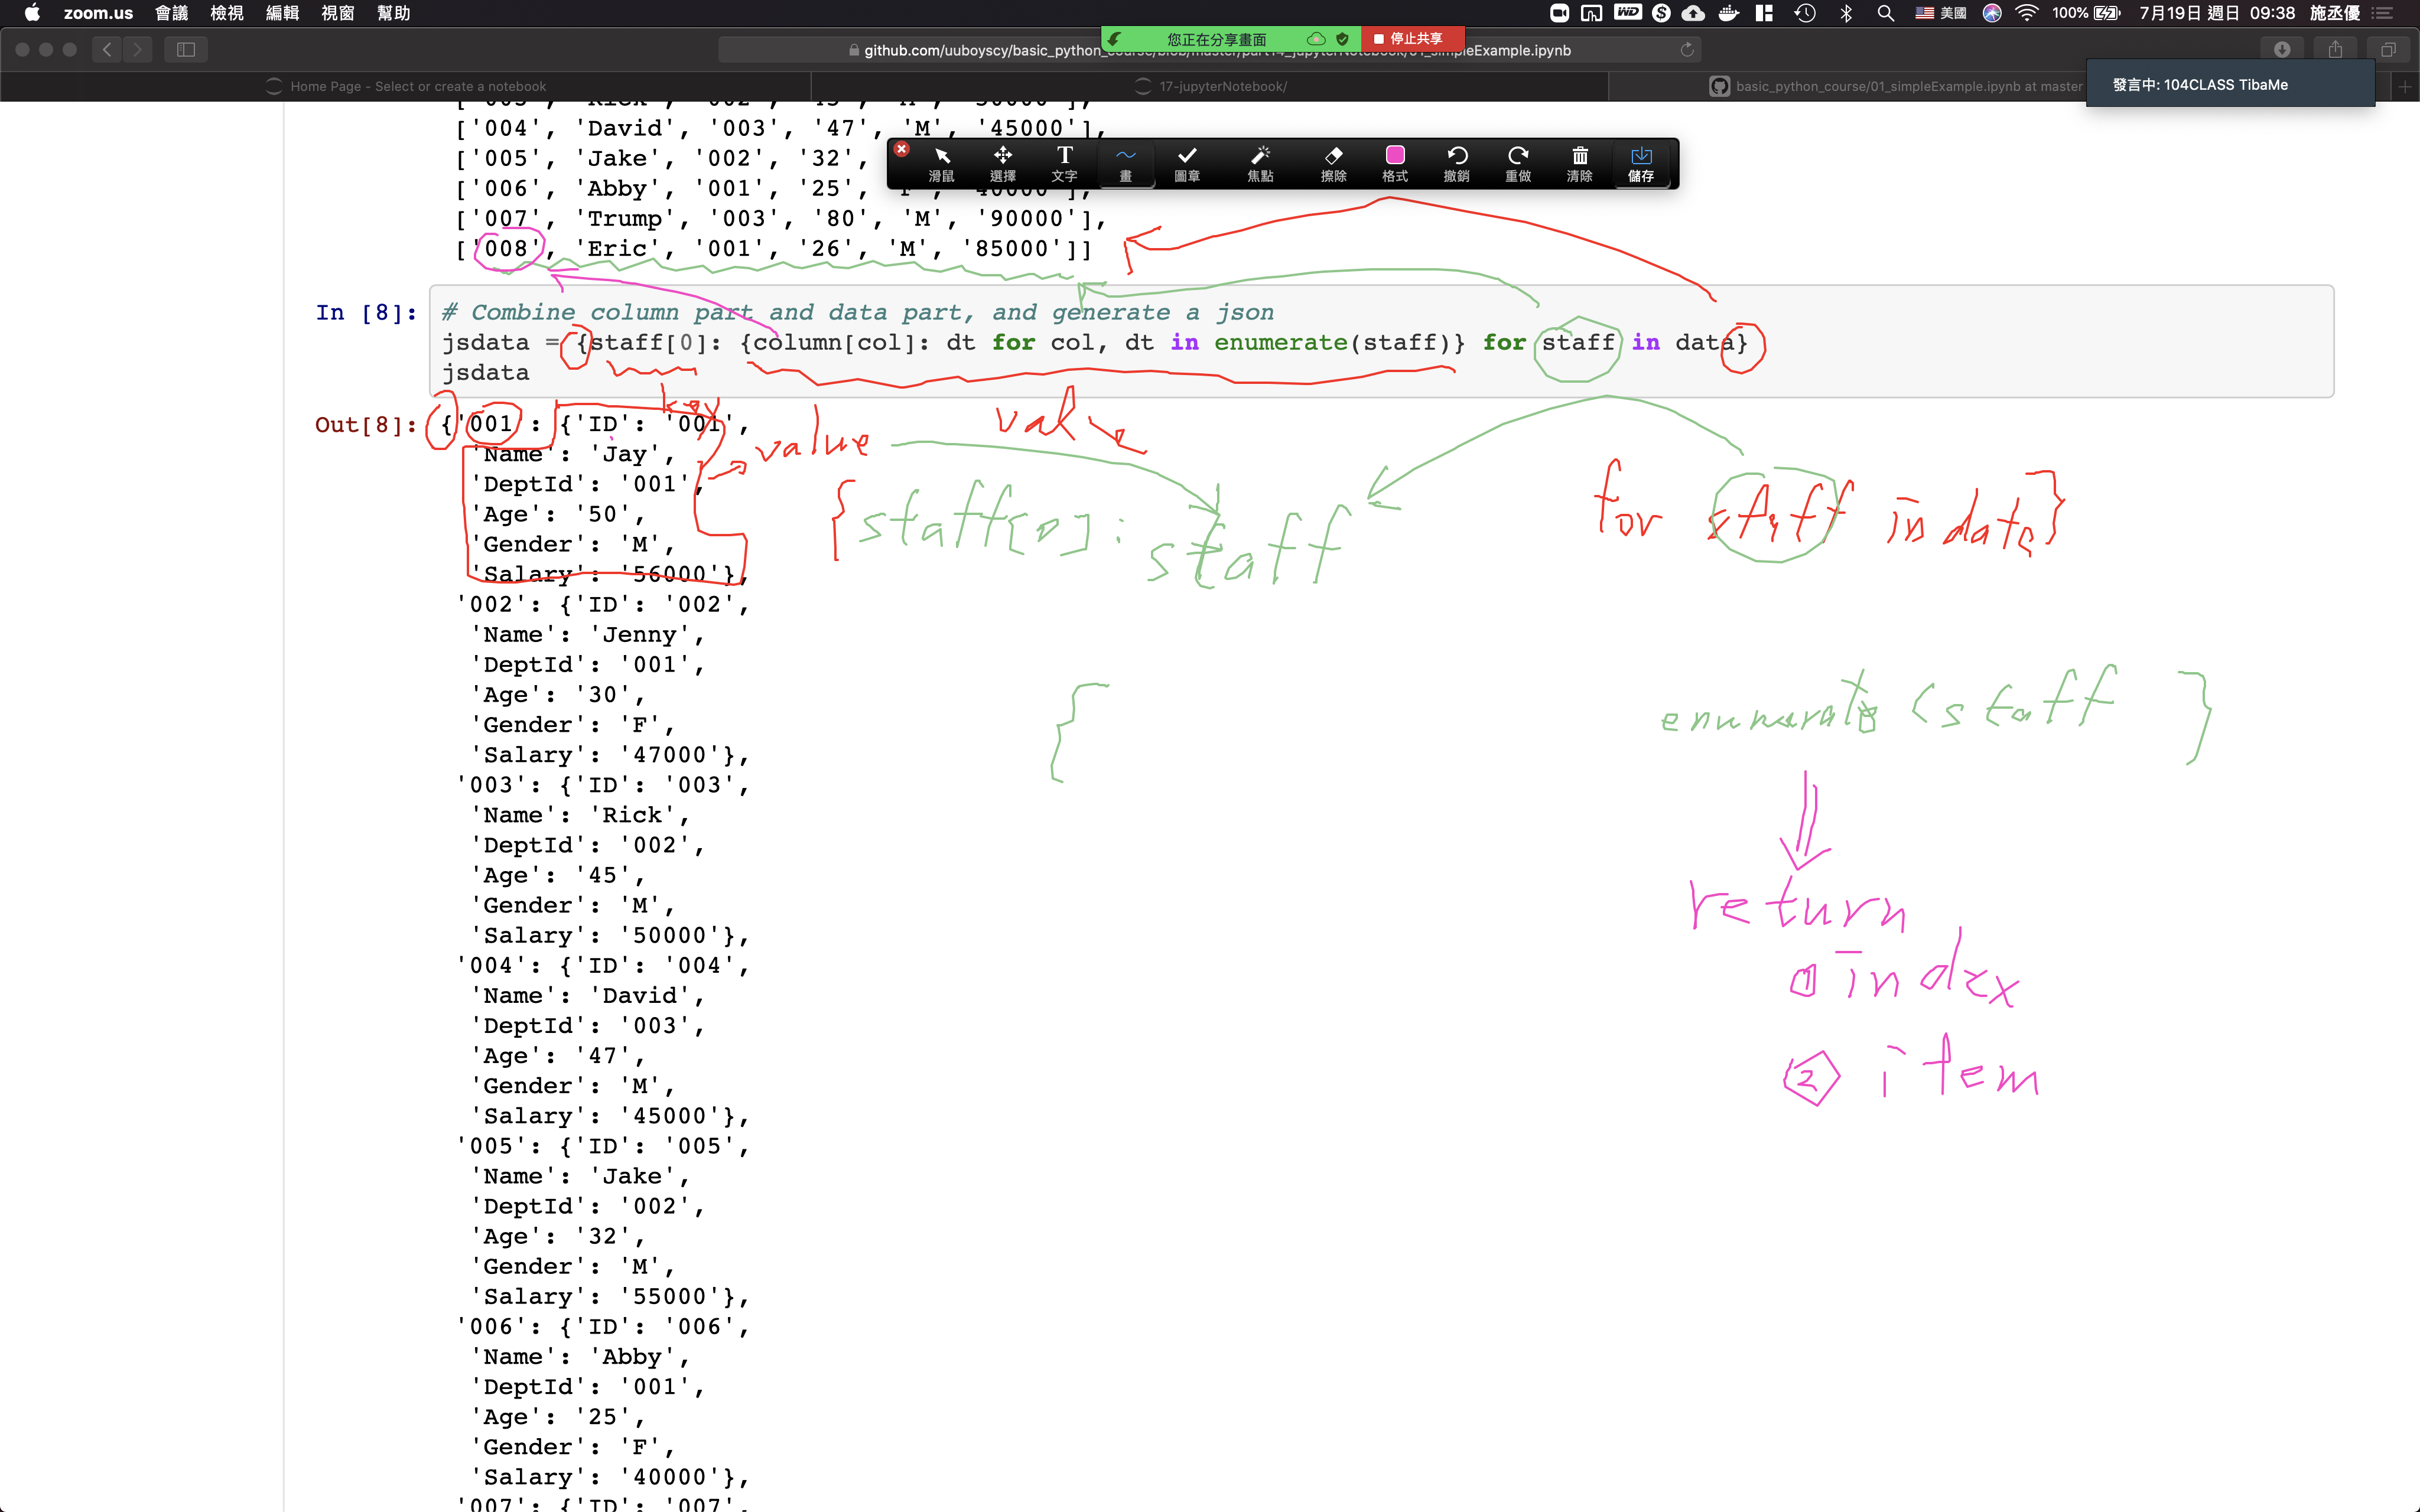 zoom.us 會議 檢視 編輯 視窗 幫助 美國 100% 7月19日 週日 09:38 施丞優
您正在分享畫面 停止共享
github.com/uuboyscy/basic_python_course/blob/master/part14_jupyterNotebook/01_simpleExample.ipynb
Home Page - Select or create a notebook
17-jupyterNotebook/
basic_python_course/01_simpleExample.ipynb at master
發言中: 104CLASS TibaMe
滑鼠 選擇 文字 畫 圖章 焦點 擦除 格式 撤銷 重做 清除 儲存
['004', 'David', '003', '47', 'M', '45000'],
['005', 'Jake', '002', '32',
['006', 'Abby', '001', '25', 'F', '40000'],
['007', 'Trump', '003', '80', 'M', '90000'],
['008', 'Eric', '001', '26', 'M', '85000']]
In [8]: # Combine column part and data part, and generate a json
jsdata = {staff[0]: {column[col]: dt for col, dt in enumerate(staff)} for staff in data}
jsdata
key
value
value
Out[8]: {'001': {'ID': '001',
'Name': 'Jay',
'DeptId': '001',
'Age': '50',
'Gender': 'M',
'Salary': '56000'},
{staff[0]: staff for staff in data}
'002': {'ID': '002',
'Name': 'Jenny',
'DeptId': '001',
'Age': '30',
'Gender': 'F',
'Salary': '47000'},
{ enumerate (staff }
'003': {'ID': '003',
'Name': 'Rick',
'DeptId': '002',
'Age': '45',
'Gender': 'M',
'Salary': '50000'},
return
① index
② item
'004': {'ID': '004',
'Name': 'David',
'DeptId': '003',
'Age': '47',
'Gender': 'M',
'Salary': '45000'},
'005': {'ID': '005',
'Name': 'Jake',
'DeptId': '002',
'Age': '32',
'Gender': 'M',
'Salary': '55000'},
'006': {'ID': '006',
'Name': 'Abby',
'DeptId': '001',
'Age': '25',
'Gender': 'F',
'Salary': '40000'},
'007': {'ID': '007',